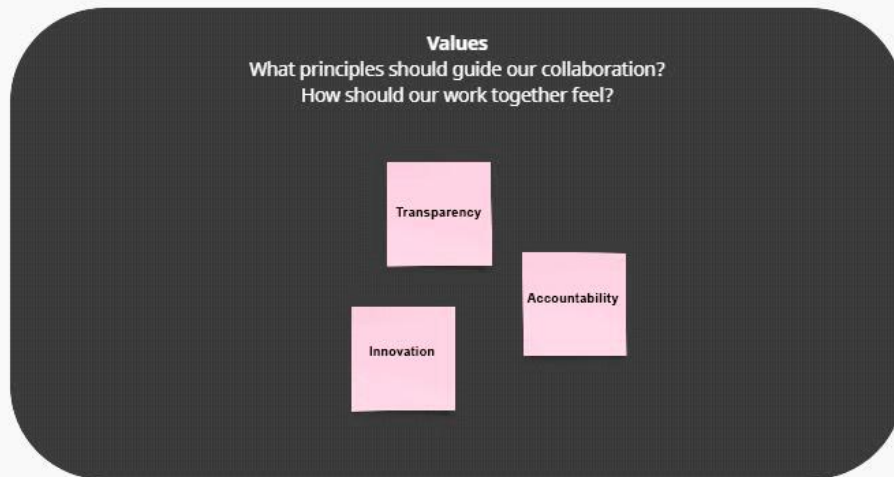 Values
What principles should guide our collaboration?
How should our work together feel?
Transparency
Accountability
Innovation